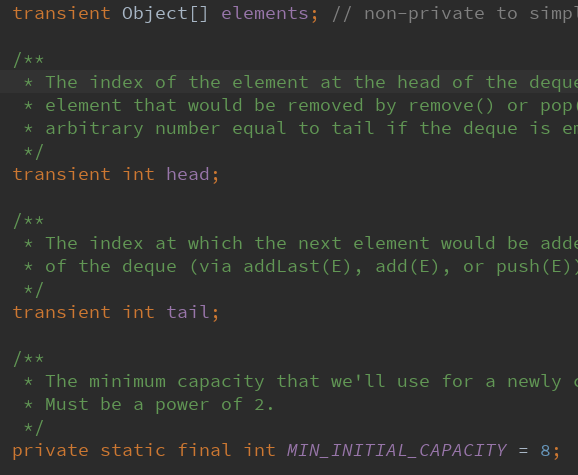 transient Object[] elements; // non-private to simpl
/**
* The index of the element at the head of the deque
* element that would be removed by remove() or pop(
* arbitrary number equal to tail if the deque is em
*/
transient int head;
/**
* The index at which the next element would be adde
* of the deque (via addLast(E), add(E), or push(E))
*/
transient int tail;
/**
* The minimum capacity that we'll use for a newly c
* Must be a power of 2.
*/
private static final int MIN_INITIAL_CAPACITY = 8;